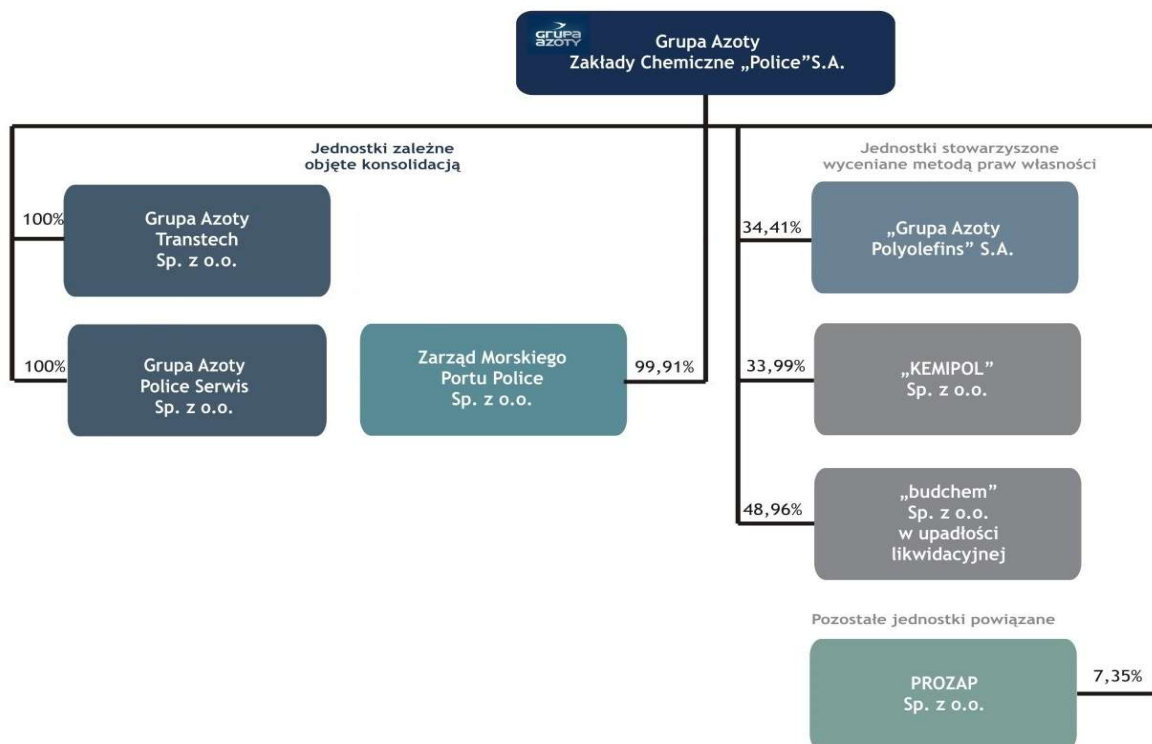 GRUPA
AZOTY
Grupa Azoty
Zakłady Chemiczne „Police”S.A.
Jednostki zależne
objęte konsolidacją
Jednostki stowarzyszone
wyceniane metodą praw własności
100%
Grupa Azoty
Transtech
Sp. z o.o.
34,41%
„Grupa Azoty
Polyolefins” S.A.
100%
Grupa Azoty
Police Serwis
Sp. z o.o.
Zarząd Morskiego
Portu Police
Sp. z o.o.
99,91%
33,99%
„KEMIPOL”
Sp. z o.o.
48,96%
„budchem”
Sp. z o.o.
w upadłości
likwidacyjnej
Pozostałe jednostki powiązane
PROZAP
Sp. z o.o.
7,35%